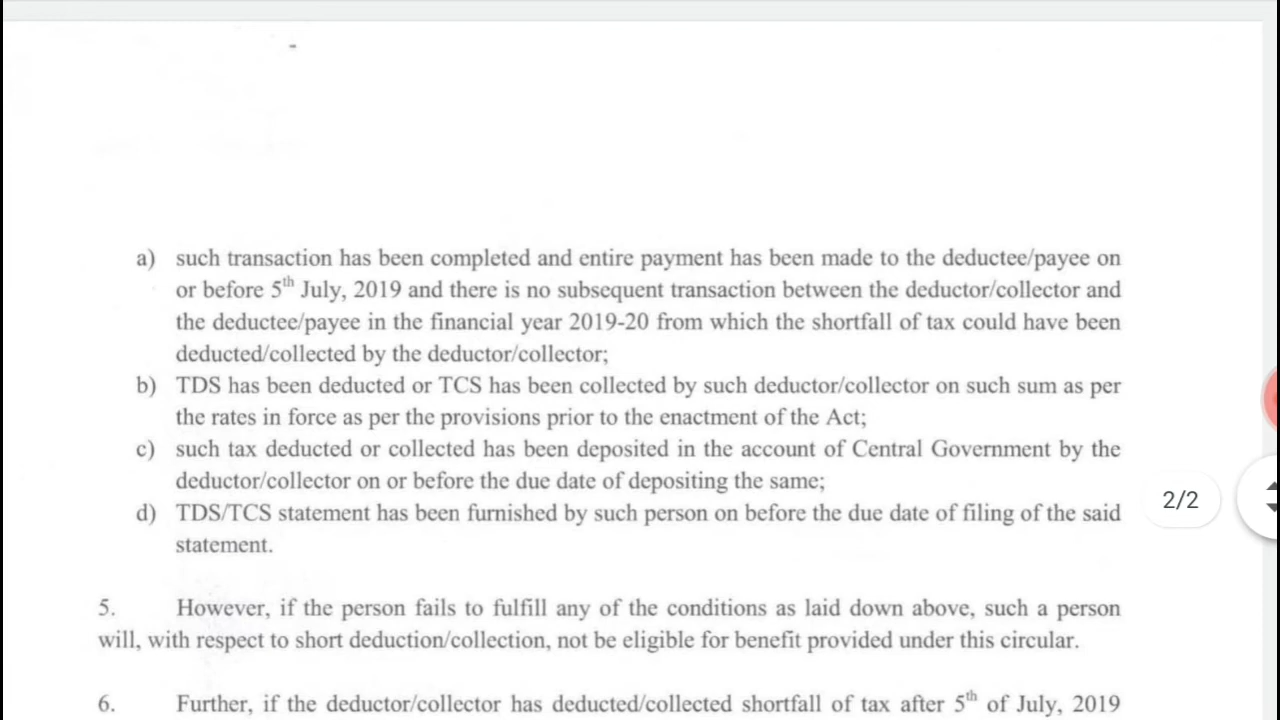 a) such transaction has been completed and entire payment has been made to the deductee/payee on
or before 5th July, 2019 and there is no subsequent transaction between the deductor/collector and
the deductee/payee in the financial year 2019-20 from which the shortfall of tax could have been
deducted/collected by the deductor/collector;
b) TDS has been deducted or TCS has been collected by such deductor/collector on such sum as per
the rates in force as per the provisions prior to the enactment of the Act;
c) such tax deducted or collected has been deposited in the account of Central Government by the
deductor/collector on or before the due date of depositing the same;
2/2
d) TDS/TCS statement has been furnished by such person on before the due date of filing of the said
statement.
5. However, if the person fails to fulfill any of the conditions as laid down above, such a person
will, with respect to short deduction/collection, not be eligible for benefit provided under this circular.
6. Further, if the deductor/collector has deducted/collected shortfall of tax after 5th of July, 2019